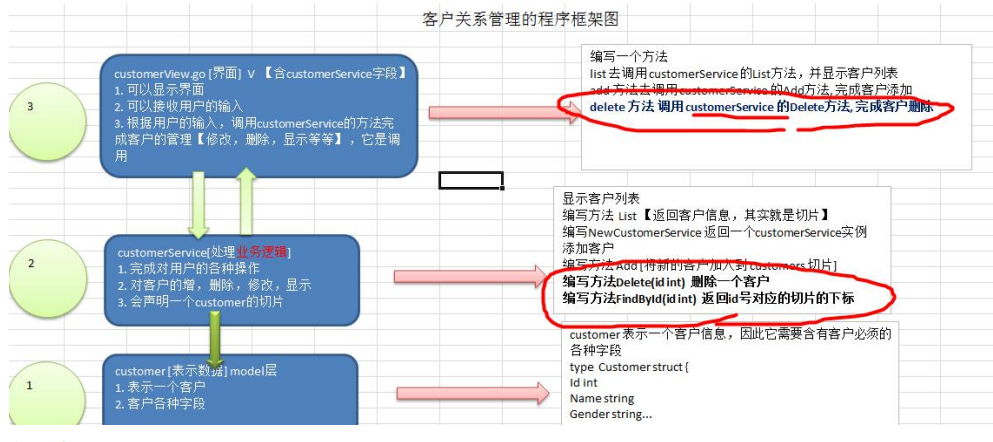 客户关系管理的程序框架图
3
customerView.go [界面] V 【含customerService字段】
1. 可以显示界面
2. 可以接收用户的输入
3. 根据用户的输入，调用customerService的方法完
成客户的管理【修改，删除，显示等等】，它是调
用
编写一个方法
list 去调用 customerService 的List方法，并显示客户列表
add 方法去调用customerService 的Add方法,完成客户添加
delete 方法 调用 customerService 的Delete方法, 完成客户删除
2
customerService[处理业务逻辑]
1. 完成对用户的各种操作
2. 对客户的增，删除，修改，显示
3. 会声明一个customer的切片
显示客户列表
编写方法 List 【返回客户信息，其实就是切片】
编写NewCustomerService 返回一个customerService实例
添加客户
编写方法 Add [将新的客户加入到 customers 切片]
编写方法Delete(id int) 删除一个客户
编写方法FindById(id int) 返回id号对应的切片的下标
1
customer [表示数据] model层
1. 表示一个客户
2. 客户各种字段
customer 表示一个客户信息，因此它需要含有客户必须的
各种字段
type Customer struct {
Id int
Name string
Gender string...